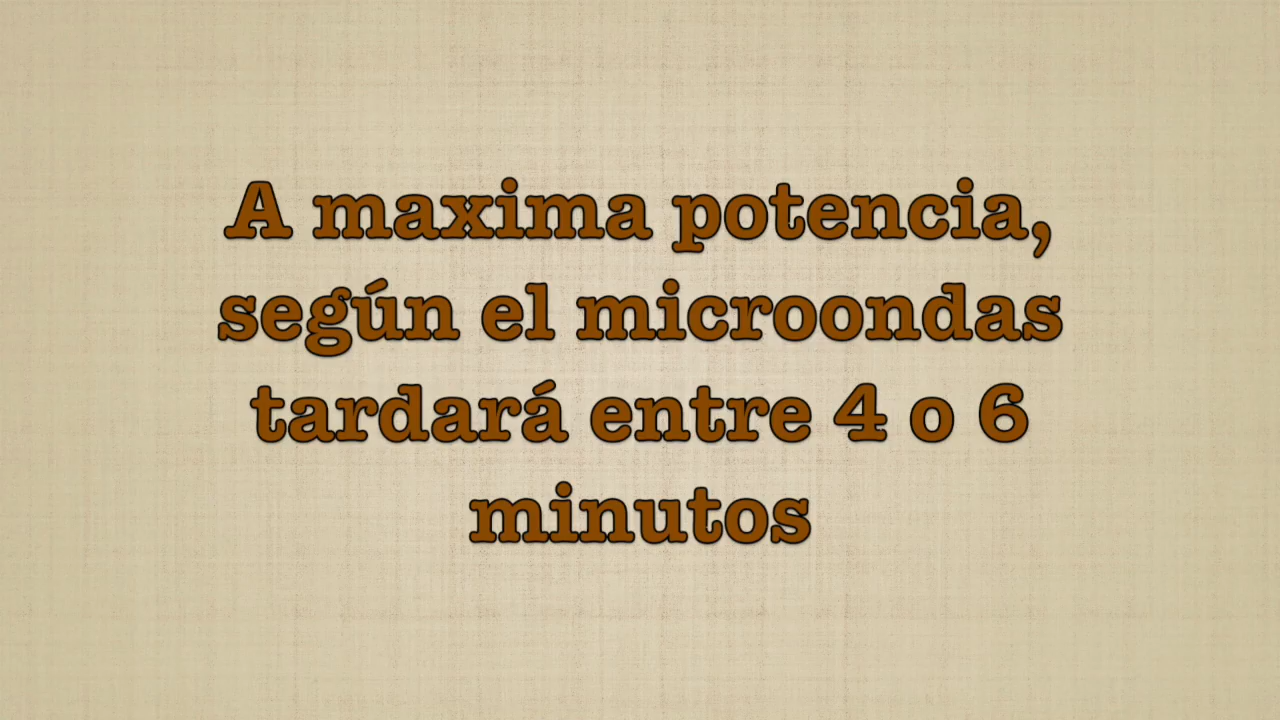 A maxima potencia,
según el microondas
tardará entre 4 o 6
minutos